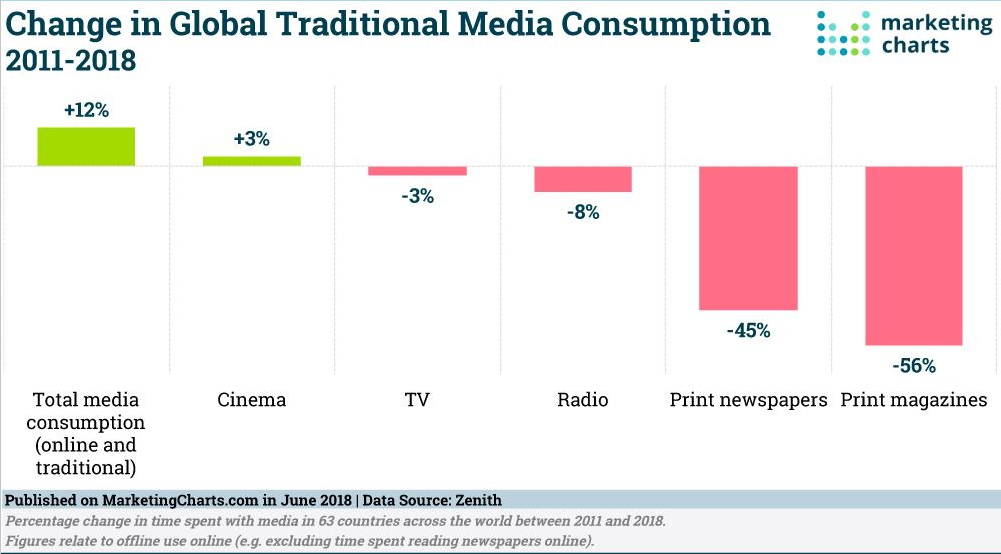 Change in Global Traditional Media Consumption
2011-2018
marketing
charts
+12%
+3%
-3%
-8%
-45%
-56%
Total media
consumption
(online and
traditional)
Cinema
TV
Radio
Print newspapers
Print magazines
Published on MarketingCharts.com in June 2018 | Data Source: Zenith
Percentage change in time spent with media in 63 countries across the world between 2011 and 2018.
Figures relate to offline use online (e.g. excluding time spent reading newspapers online).